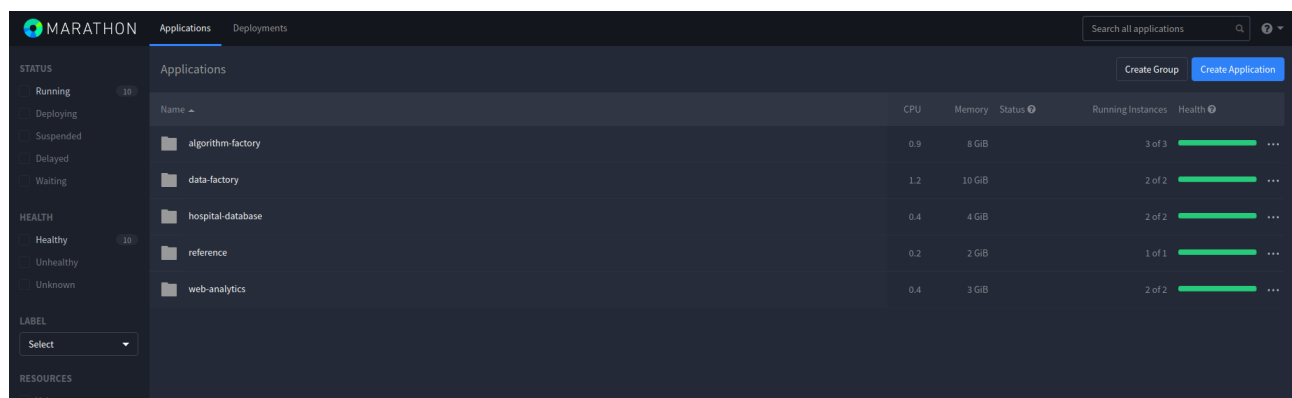 MARATHON Applications Deployments Search all applications
STATUS
Running 10
Deploying
Suspended
Delayed
Waiting
HEALTH
Healthy 10
Unhealthy
Unknown
LABEL
Select
RESOURCES
Applications Create Group Create Application
Name CPU Memory Status Running Instances Health
algorithm-factory 0.9 8 GiB 3 of 3
data-factory 1.2 10 GiB 2 of 2
hospital-database 0.4 4 GiB 2 of 2
reference 0.2 2 GiB 1 of 1
web-analytics 0.4 3 GiB 2 of 2